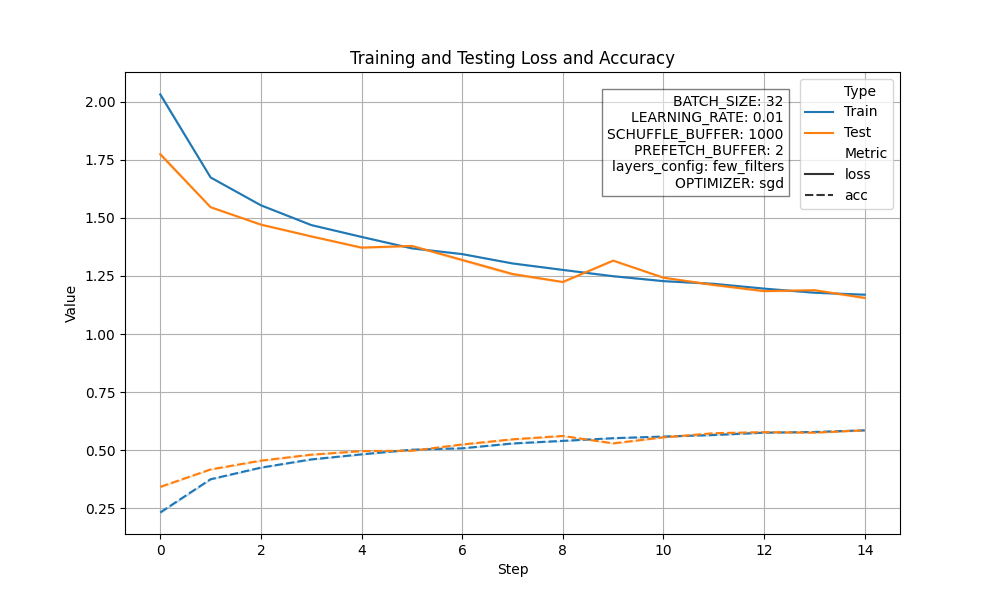 Training and Testing Loss and Accuracy
Value
2.00
1.75
1.50
1.25
1.00
0.75
0.50
0.25
BATCH_SIZE: 32
LEARNING_RATE: 0.01
SCHUFFLE_BUFFER: 1000
PREFETCH_BUFFER: 2
layers_config: few_filters
OPTIMIZER: sgd
Type
Train
Test
Metric
loss
acc
0 2 4 6 8 10 12 14
Step